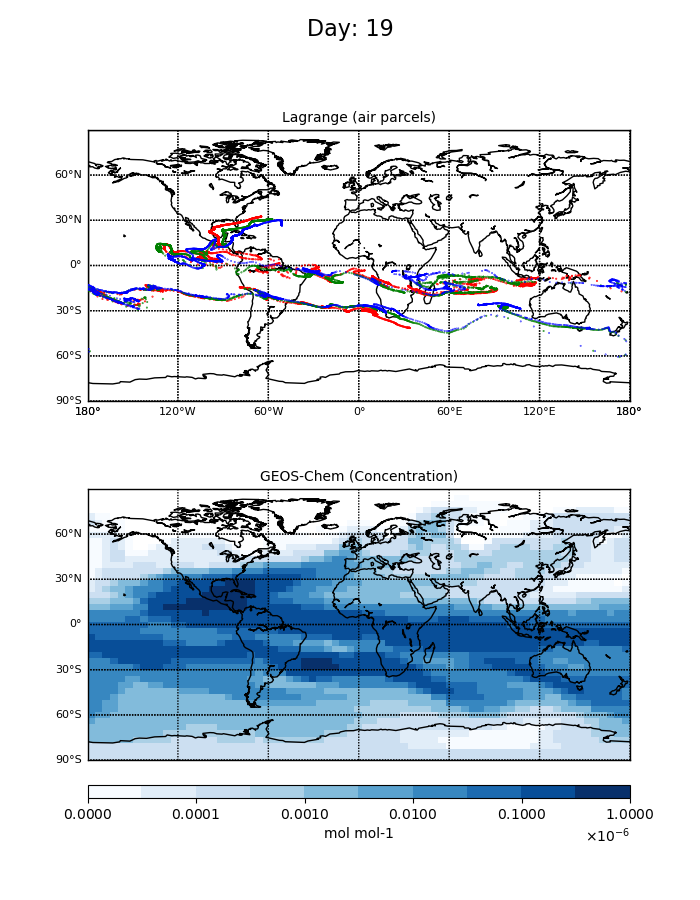 Day: 19
Lagrange (air parcels)
60°N
30°N
0°
30°S
60°S
90°S
180° 120°W 60°W 0° 60°E 120°E 180°
GEOS-Chem (Concentration)
60°N
30°N
0°
30°S
60°S
90°S
0.0000 0.0001 0.0010 0.0100 0.1000 1.0000
mol mol-1 ×10⁻⁶